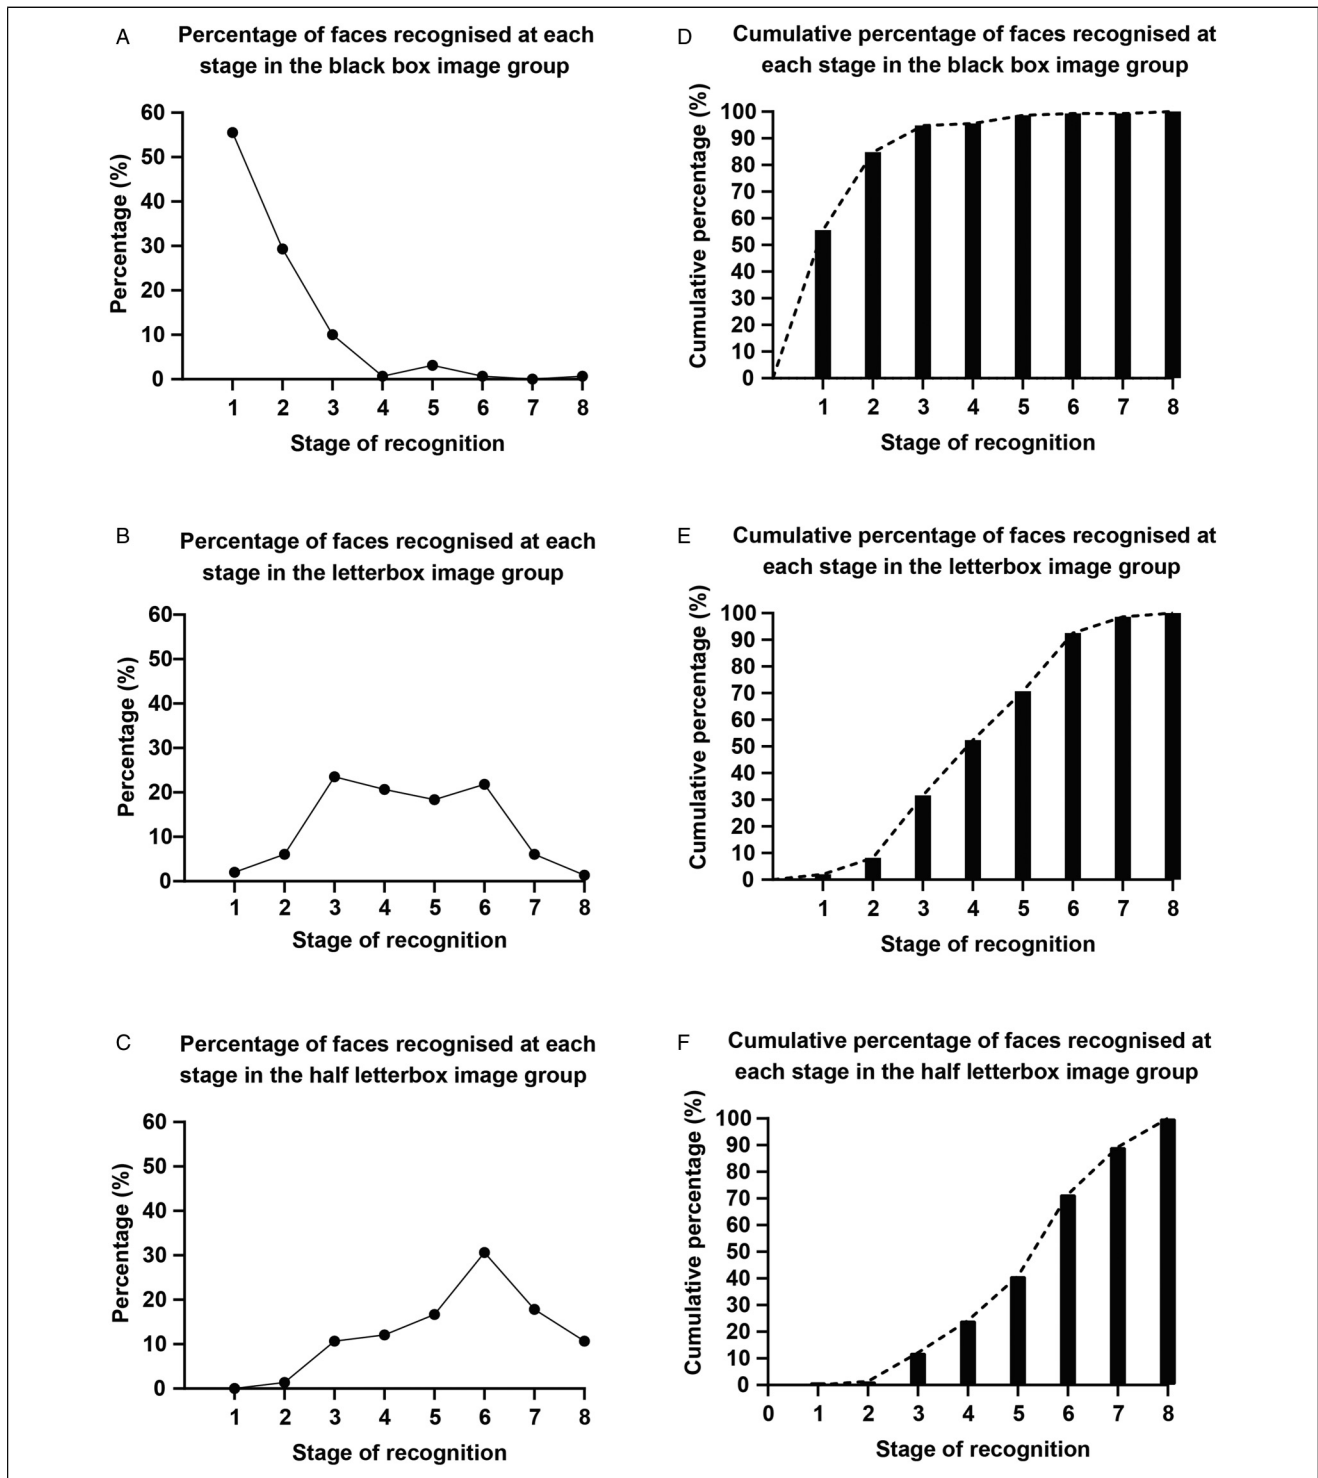 A
Percentage of faces recognised at each
stage in the black box image group
60
50
40
30
20
10
0
Percentage (%)
1 2 3 4 5 6 7 8
Stage of recognition
D
Cumulative percentage of faces recognised at
each stage in the black box image group
100
90
80
70
60
50
40
30
20
10
0
Cumulative percentage (%)
1 2 3 4 5 6 7 8
Stage of recognition
B
Percentage of faces recognised at each
stage in the letterbox image group
60
50
40
30
20
10
0
Percentage (%)
1 2 3 4 5 6 7 8
Stage of recognition
E
Cumulative percentage of faces recognised at
each stage in the letterbox image group
100
90
80
70
60
50
40
30
20
10
0
Cumulative percentage (%)
1 2 3 4 5 6 7 8
Stage of recognition
C
Percentage of faces recognised at each
stage in the half letterbox image group
60
50
40
30
20
10
0
Percentage (%)
1 2 3 4 5 6 7 8
Stage of recognition
F
Cumulative percentage of faces recognised at
each stage in the half letterbox image group
100
90
80
70
60
50
40
30
20
10
0
Cumulative percentage (%)
0 1 2 3 4 5 6 7 8
Stage of recognition